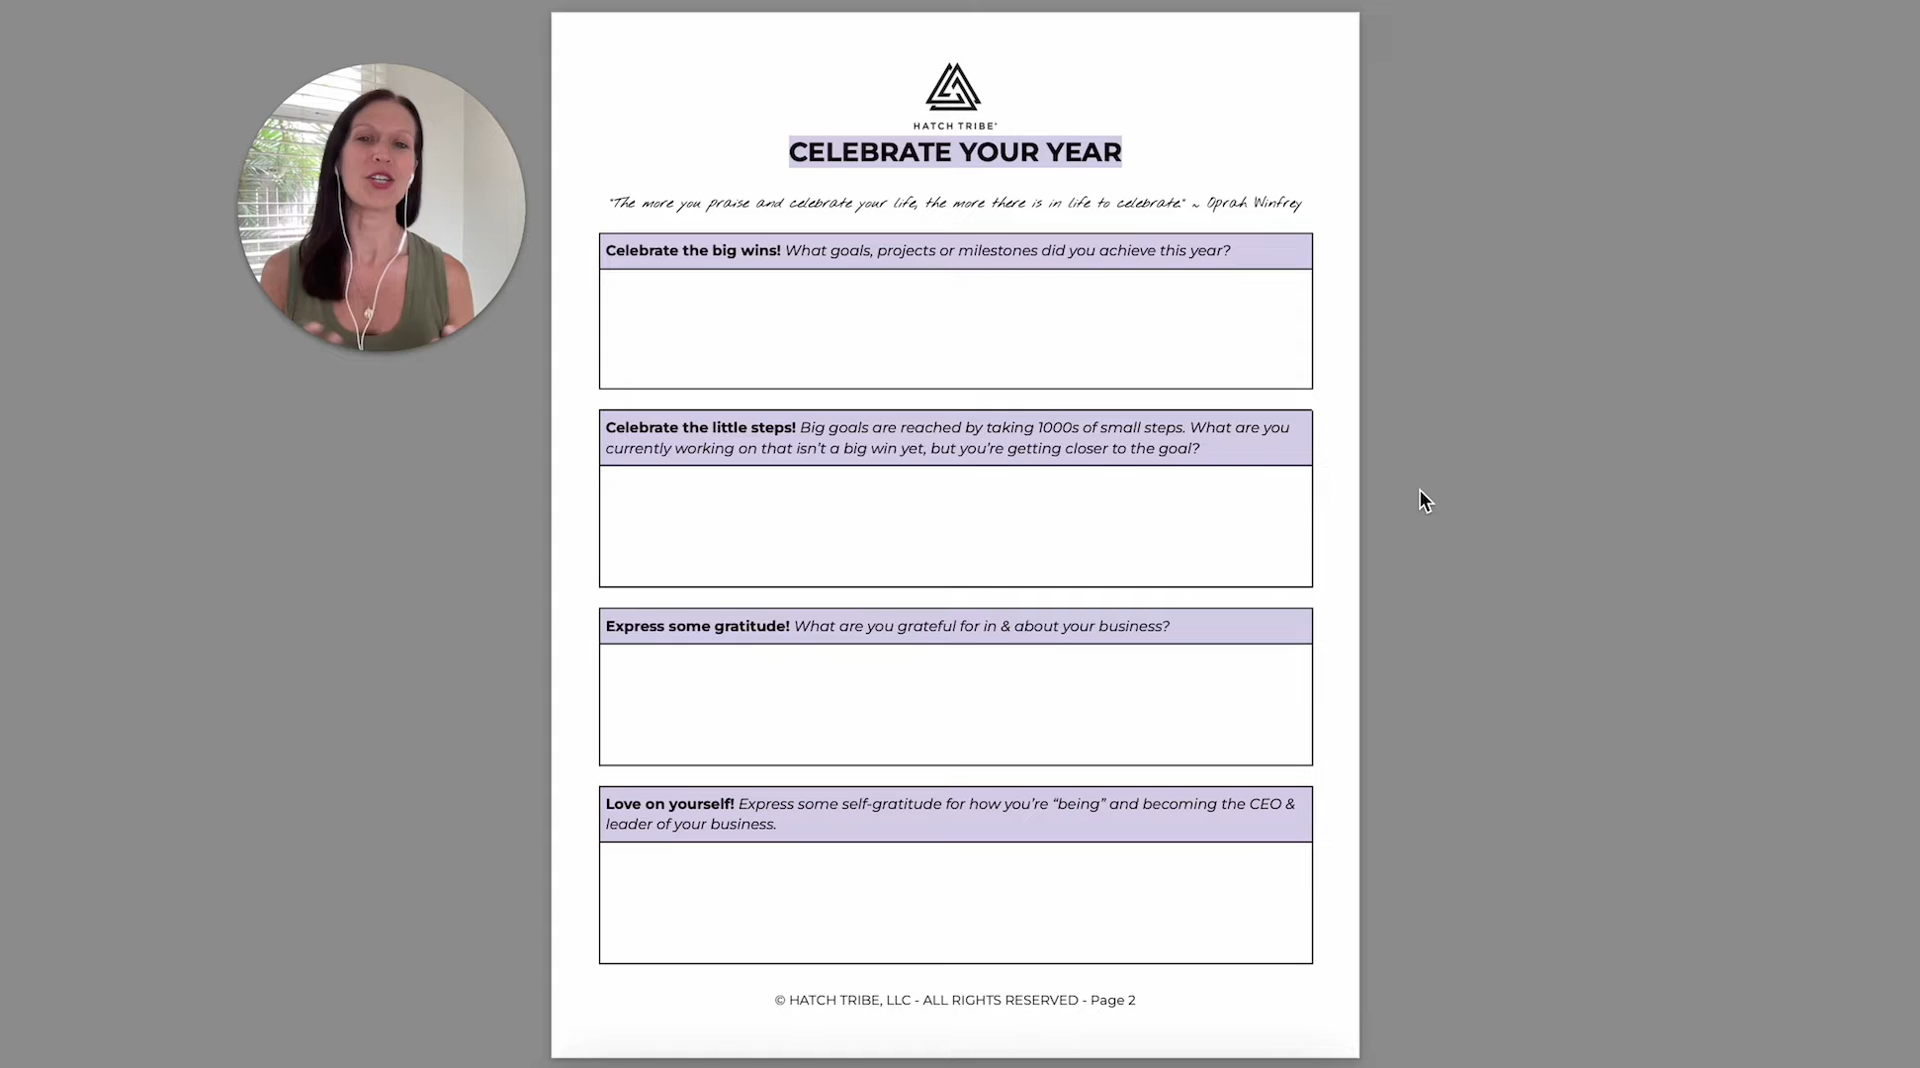 HATCH TRIBE®
CELEBRATE YOUR YEAR
"The more you praise and celebrate your life, the more there is in life to celebrate." ~ Oprah Winfrey
Celebrate the big wins! What goals, projects or milestones did you achieve this year?
Celebrate the little steps! Big goals are reached by taking 1000s of small steps. What are you
currently working on that isn’t a big win yet, but you’re getting closer to the goal?
Express some gratitude! What are you grateful for in & about your business?
Love on yourself! Express some self-gratitude for how you’re “being” and becoming the CEO &
leader of your business.
© HATCH TRIBE, LLC - ALL RIGHTS RESERVED - Page 2